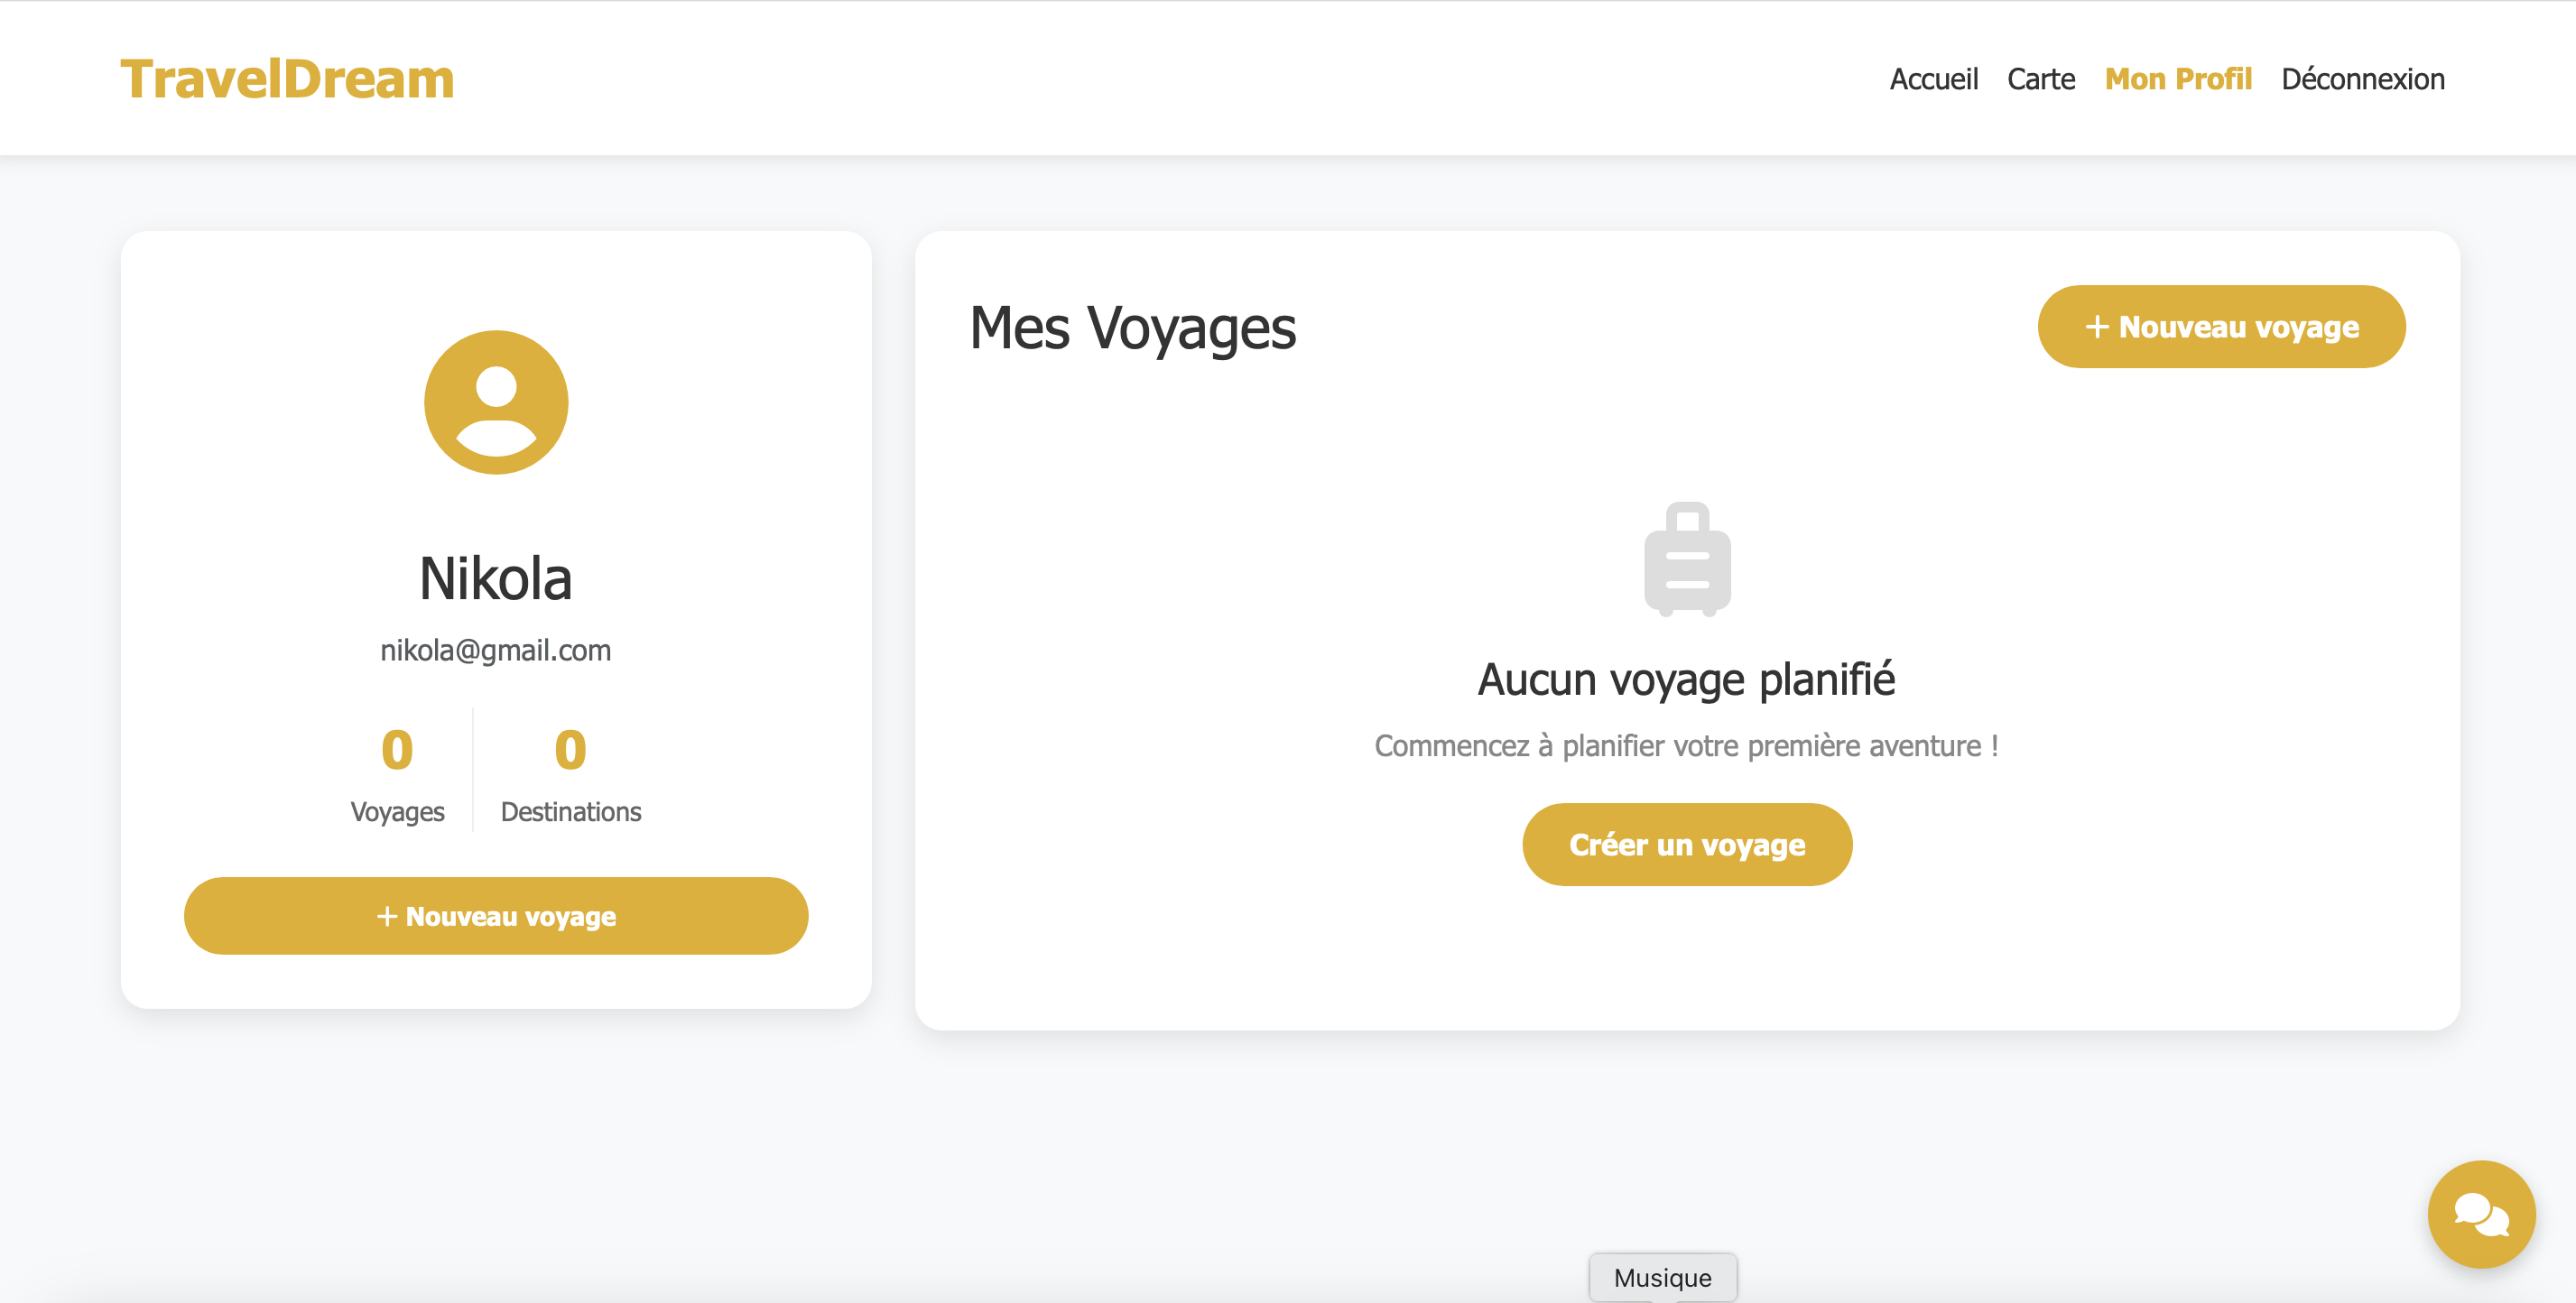 TravelDream
Accueil Carte Mon Profil Déconnexion
Nikola
nikola@gmail.com
0 0
Voyages Destinations
+ Nouveau voyage
Mes Voyages
+ Nouveau voyage
Aucun voyage planifié
Commencez à planifier votre première aventure !
Créer un voyage
Musique